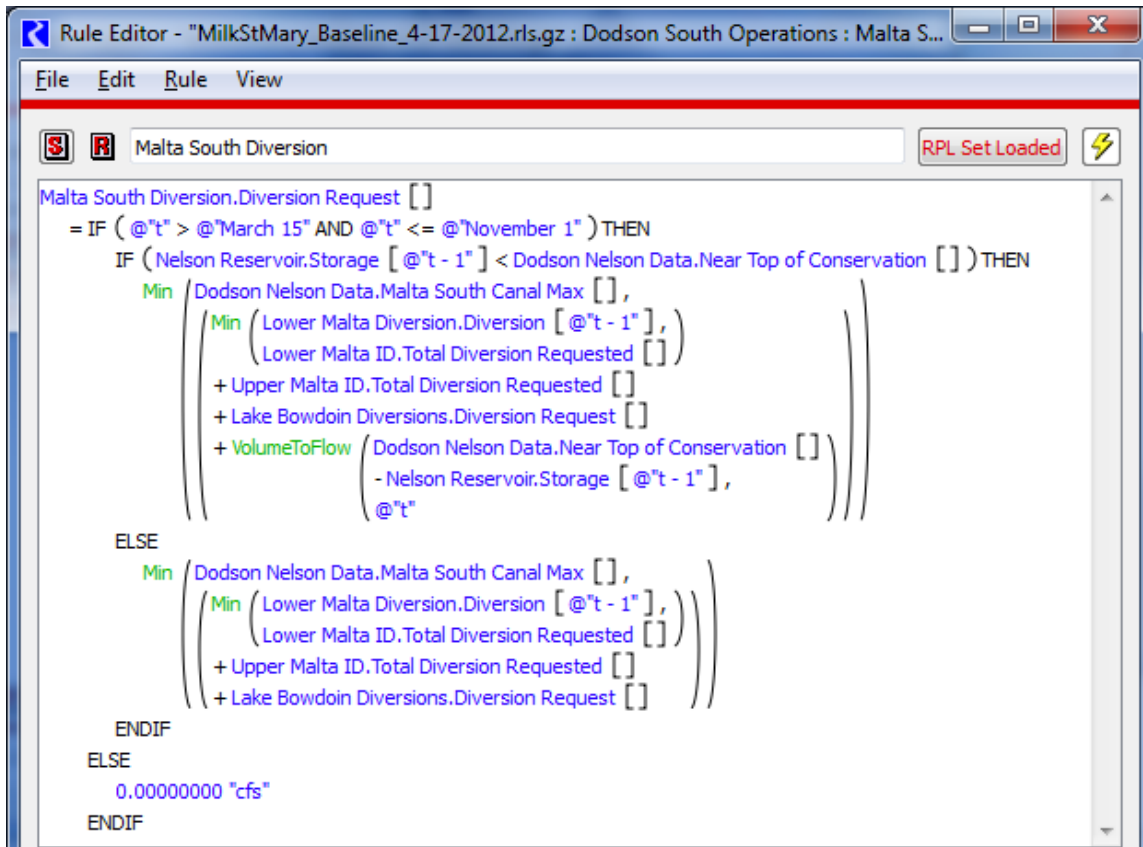 Rule Editor - "MilkStMary_Baseline_4-17-2012.rls.gz : Dodson South Operations : Malta S...
File Edit Rule View
S R Malta South Diversion RPL Set Loaded
Malta South Diversion.Diversion Request []
= IF ( @"t" > @"March 15" AND @"t" <= @"November 1" ) THEN
IF ( Nelson Reservoir.Storage [ @"t - 1" ] < Dodson Nelson Data.Near Top of Conservation [] ) THEN
Min ( Dodson Nelson Data.Malta South Canal Max [] ,
( Min ( Lower Malta Diversion.Diversion [ @"t - 1" ] ,
Lower Malta ID.Total Diversion Requested [] )
+ Upper Malta ID.Total Diversion Requested []
+ Lake Bowdoin Diversions.Diversion Request []
+ VolumeToFlow ( Dodson Nelson Data.Near Top of Conservation []
- Nelson Reservoir.Storage [ @"t - 1" ] ,
@"t" ) ) )
ELSE
Min ( Dodson Nelson Data.Malta South Canal Max [] ,
( Min ( Lower Malta Diversion.Diversion [ @"t - 1" ] ,
Lower Malta ID.Total Diversion Requested [] )
+ Upper Malta ID.Total Diversion Requested []
+ Lake Bowdoin Diversions.Diversion Request [] ) )
ENDIF
ELSE
0.00000000 "cfs"
ENDIF